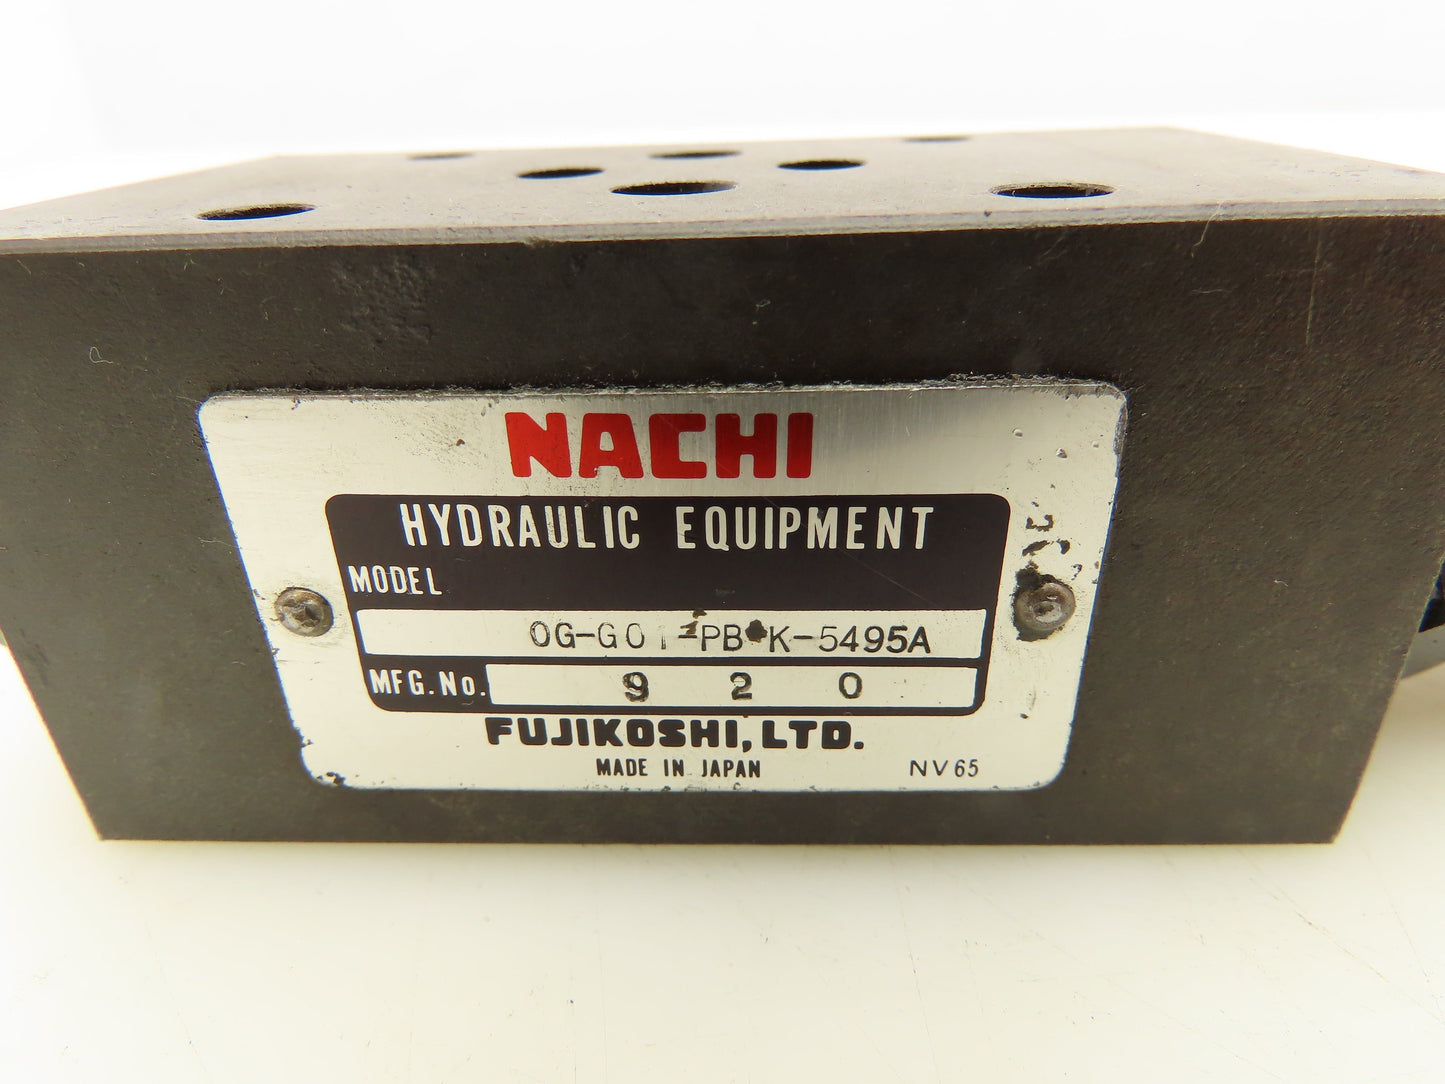 NACHI
HYDRAULIC EQUIPMENT
MODEL
OG-G01-PB K-5495A
MFG.No. 9 2 0
FUJIKOSHI,LTD.
MADE IN JAPAN NV65